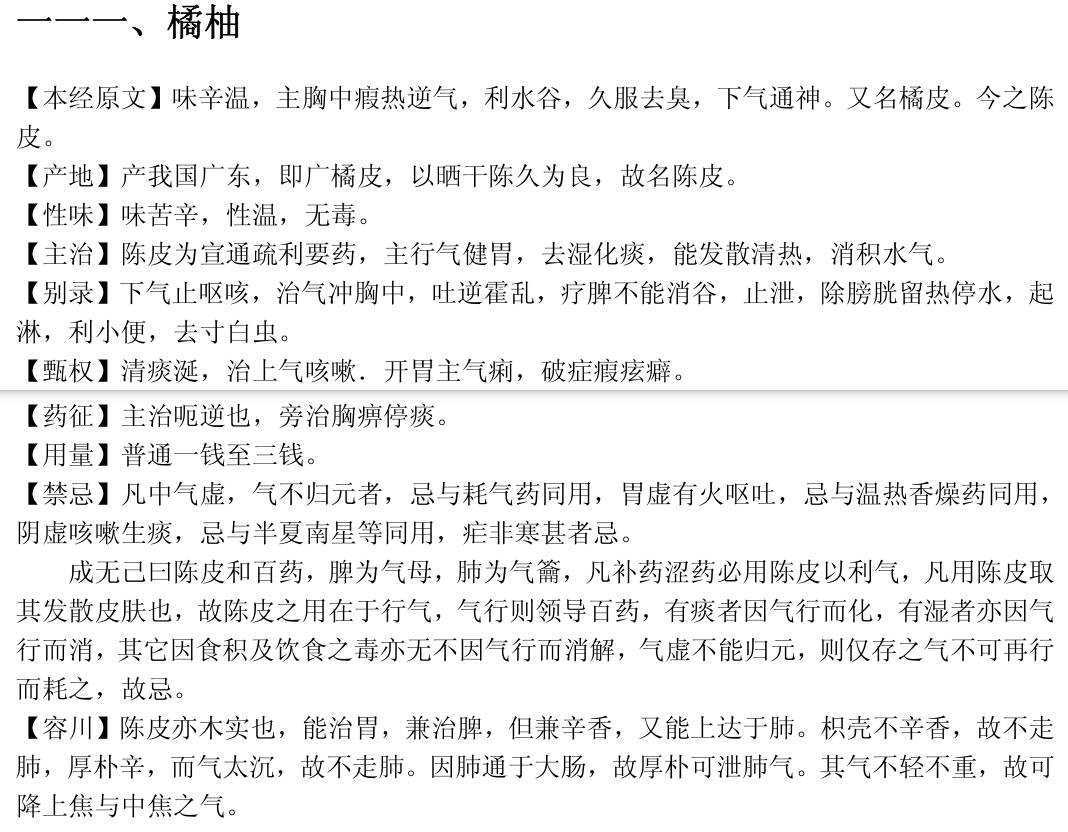 一一一、橘柚
【本经原文】味辛温，主胸中瘕热逆气，利水谷，久服去臭，下气通神。又名橘皮。今之陈
皮。
【产地】产我国广东，即广橘皮，以晒干陈久为良，故名陈皮。
【性味】味苦辛，性温，无毒。
【主治】陈皮为宣通疏利要药，主行气健胃，去湿化痰，能发散清热，消积水气。
【别录】下气止呕咳，治气冲胸中，吐逆霍乱，疗脾不能消谷，止泄，除膀胱留热停水，起
淋，利小便，去寸白虫。
【甄权】清痰涎，治上气咳嗽．开胃主气痢，破症瘕痃癖。
【药征】主治呃逆也，旁治胸痹停痰。
【用量】普通一钱至三钱。
【禁忌】凡中气虚，气不归元者，忌与耗气药同用，胃虚有火呕吐，忌与温热香燥药同用，
阴虚咳嗽生痰，忌与半夏南星等同用，疟非寒甚者忌。
成无己曰陈皮和百药，脾为气母，肺为气籥，凡补药涩药必用陈皮以利气，凡用陈皮取
其发散皮肤也，故陈皮之用在于行气，气行则领导百药，有痰者因气行而化，有湿者亦因气
行而消，其它因食积及饮食之毒亦无不因气行而消解，气虚不能归元，则仅存之气不可再行
而耗之，故忌。
【容川】陈皮亦木实也，能治胃，兼治脾，但兼辛香，又能上达于肺。枳壳不辛香，故不走
肺，厚朴辛，而气太沉，故不走肺。因肺通于大肠，故厚朴可泄肺气。其气不轻不重，故可
降上焦与中焦之气。